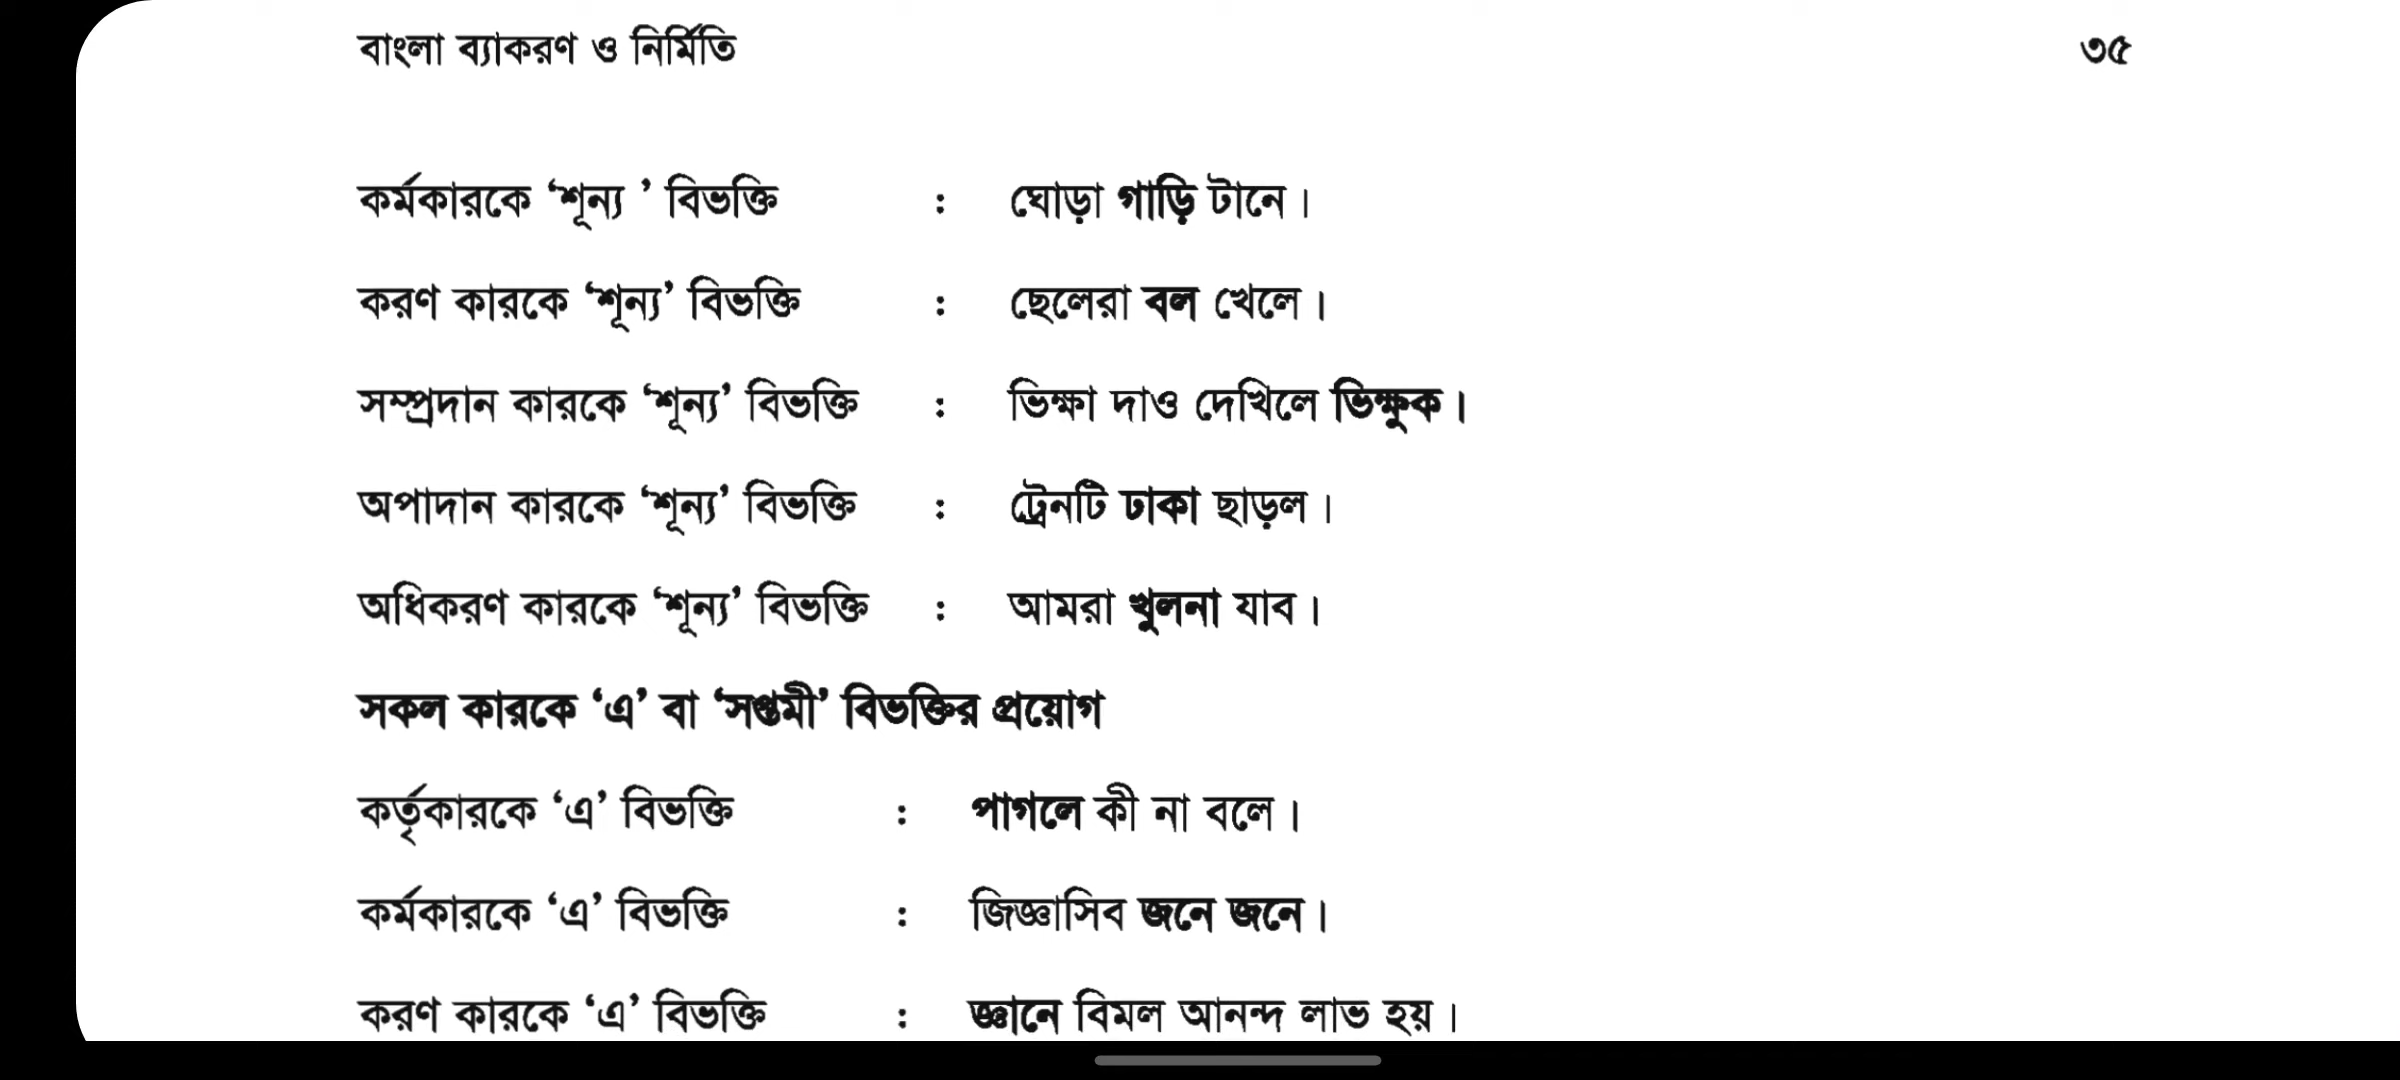 বাংলা ব্যাকরণ ও নির্মিতি ৩৫
কর্মকারকে ‘শূন্য ’ বিভক্তি : ঘোড়া গাড়ি টানে।
করণ কারকে ‘শূন্য’ বিভক্তি : ছেলেরা বল খেলে।
সম্প্রদান কারকে ‘শূন্য’ বিভক্তি : ভিক্ষা দাও দেখিলে ভিক্ষুক।
অপাদান কারকে ‘শূন্য’ বিভক্তি : ট্রেনটি ঢাকা ছাড়ল।
অধিকরণ কারকে ‘শূন্য’ বিভক্তি : আমরা খুলনা যাব।
সকল কারকে ‘এ’ বা ‘সপ্তমী’ বিভক্তির প্রয়োগ
কর্তৃকারকে ‘এ’ বিভক্তি : পাগলে কী না বলে।
কর্মকারকে ‘এ’ বিভক্তি : জিজ্ঞাসিব জনে জনে।
করণ কারকে ‘এ’ বিভক্তি : জ্ঞানে বিমল আনন্দ লাভ হয়।